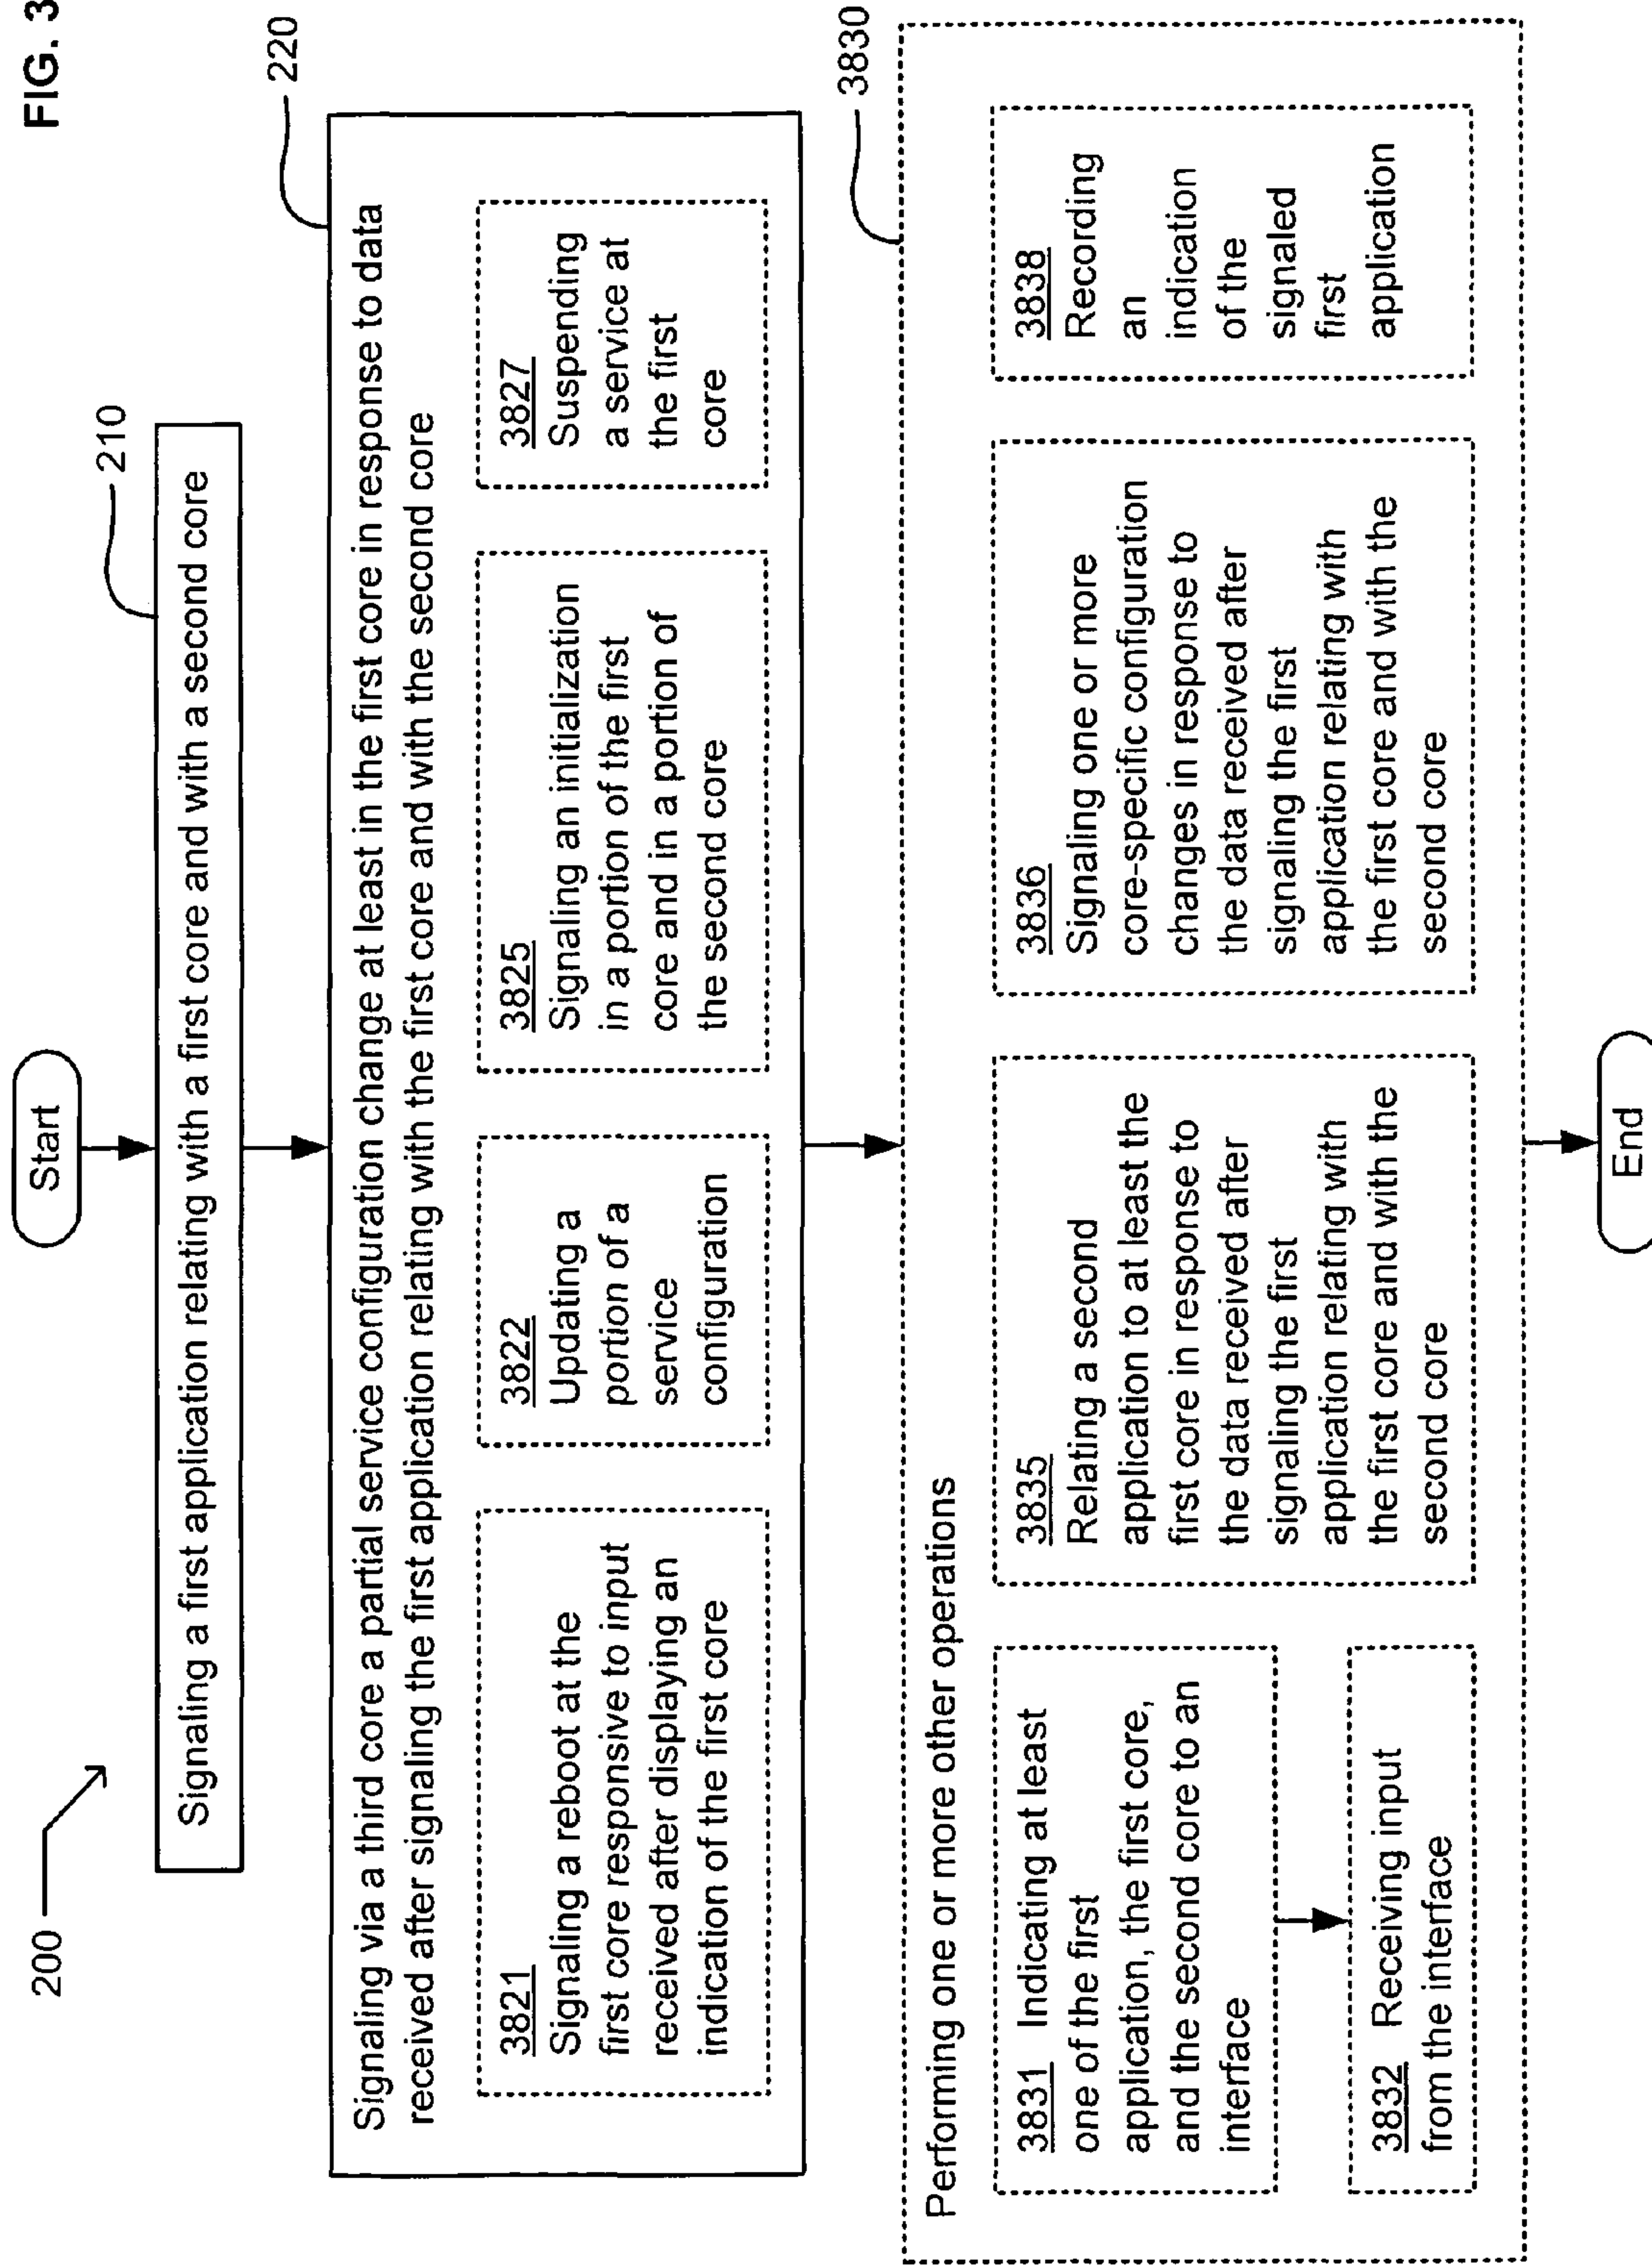 FIG. 3
200
Start
210
Signaling a first application relating with a first core and with a second core
220
Signaling via a third core a partial service configuration change at least in the first core in response to data
received after signaling the first application relating with the first core and with the second core
3821
Signaling a reboot at the
first core responsive to input
received after displaying an
indication of the first core
3822
Updating a
portion of a
service
configuration
3825
Signaling an initialization
in a portion of the first
core and in a portion of
the second core
3827
Suspending
a service at
the first
core
3830
Performing one or more other operations
3831 Indicating at least
one of the first
application, the first core,
and the second core to an
interface
3832 Receiving input
from the interface
3835
Relating a second
application to at least the
first core in response to
the data received after
signaling the first
application relating with
the first core and with the
second core
3836
Signaling one or more
core-specific configuration
changes in response to
the data received after
signaling the first
application relating with
the first core and with the
second core
3838
Recording
an
indication
of the
signaled
first
application
End